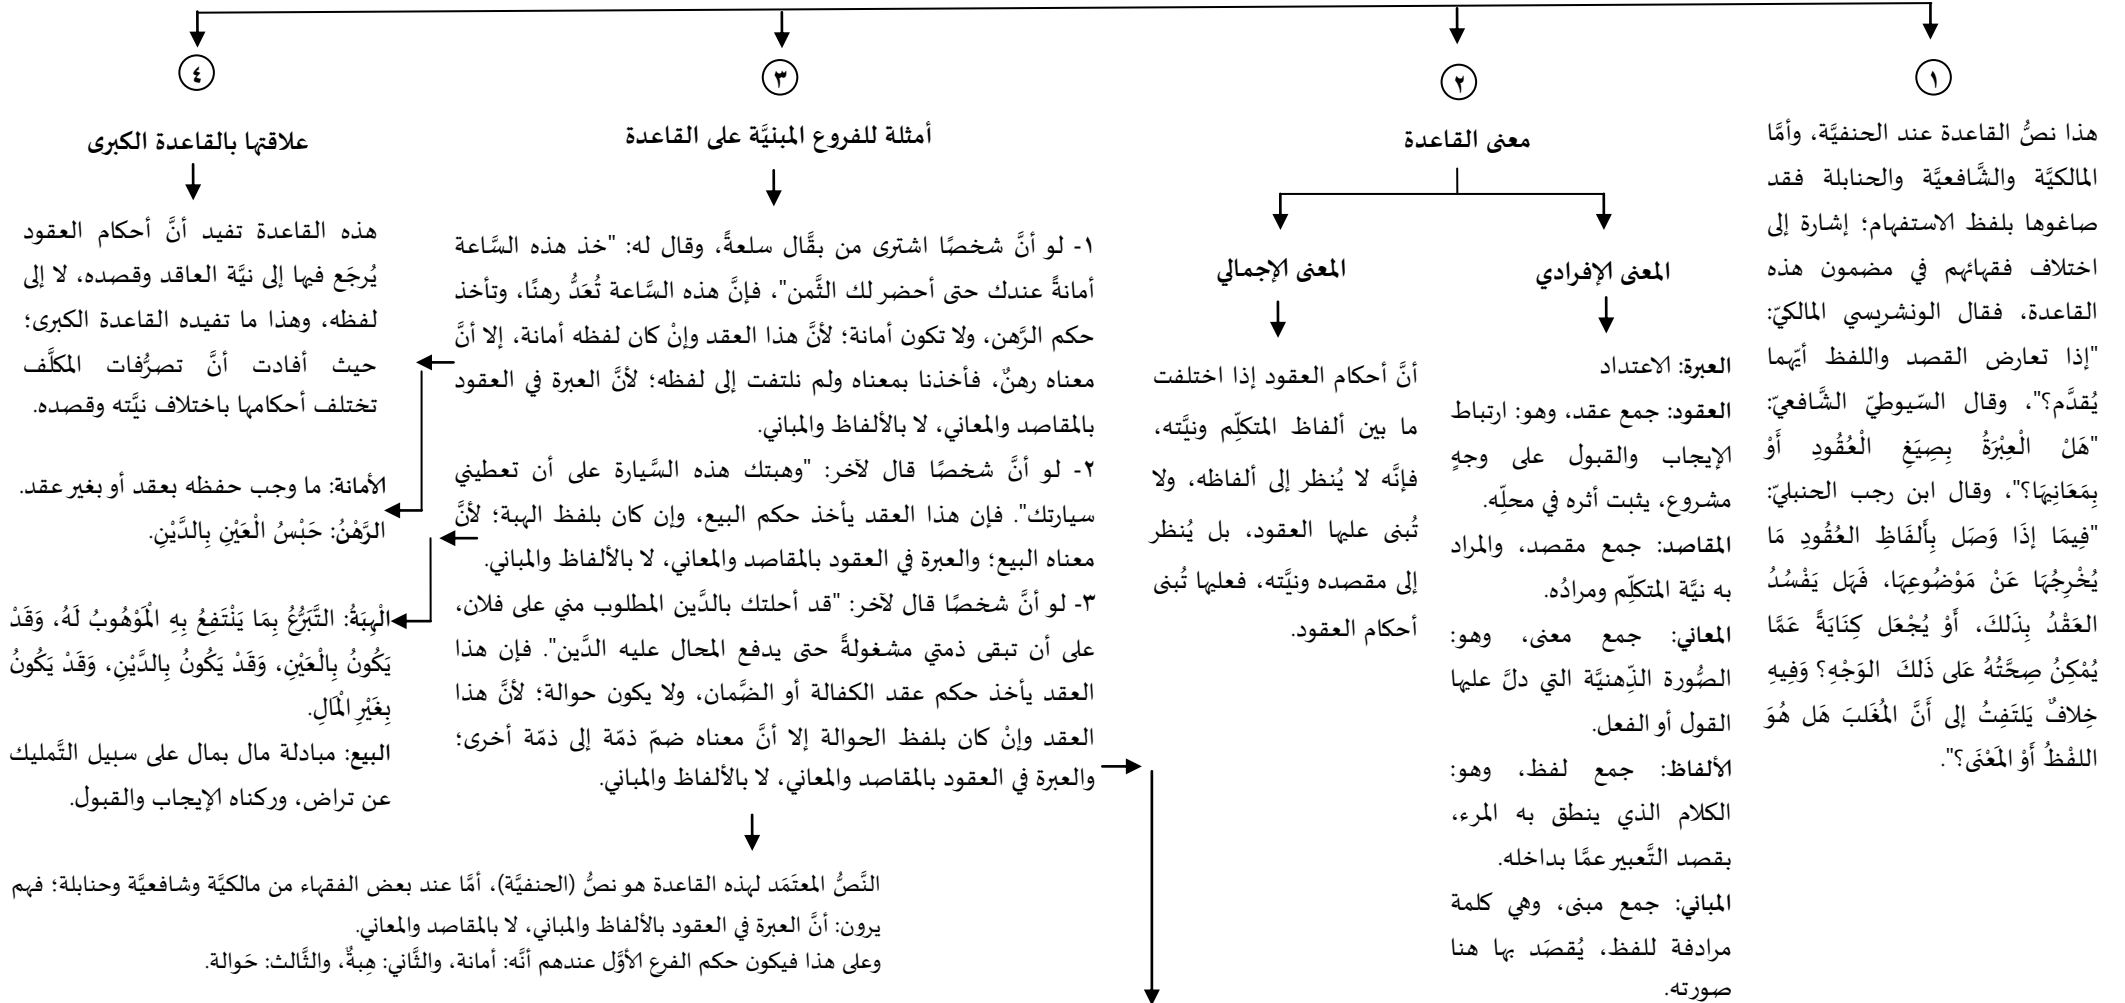 ١
هذا نصُّ القاعدة عند الحنفيَّة، وأمَّا
المالكيَّة والشَّافعيَّة والحنابلة فقد
صاغوها بلفظ الاستفهام؛ إشارة إلى
اختلاف فقهائهم في مضمون هذه
القاعدة، فقال الونشريسي المالكيّ:
"إذا تعارض القصد واللفظ أيّهما
يُقدَّم؟"، وقال السّيوطيّ الشَّافعيّ:
"هَلْ الْعِبْرَةُ بِصِيَغِ الْعُقُودِ أَوْ
بِمَعَانِيهَا؟"، وقال ابن رجب الحنبليّ:
"فِيمَا إذَا وَصَل بِأَلفَاظِ العُقُودِ مَا
يُخْرِجُهَا عَنْ مَوْضُوعِهَا، فَهَل يَفْسُدُ
العَقْدُ بِذَلكَ، أَوْ يُجْعَل كِنَايَةً عَمَّا
يُمْكِنُ صِحَّتُهُ عَلى ذَلكَ الوَجْهِ؟ وَفِيهِ
خِلافٌ يَلتَفِتُ إلى أَنَّ المُغَلبَ هَل هُوَ
اللفْظُ أَوْ المَعْنَى؟".
٢
معنى القاعدة
المعنى الإفرادي
العبرة: الاعتداد
العقود: جمع عقد، وهو: ارتباط
الإيجاب والقبول على وجهٍ
مشروع، يثبت أثره في محلّه.
المقاصد: جمع مقصد، والمراد
به نيَّة المتكلِّم ومرادُه.
المعاني: جمع معنى، وهو:
الصُّورة الذِّهنيَّة التي دلَّ عليها
القول أو الفعل.
الألفاظ: جمع لفظ، وهو:
الكلام الذي ينطق به المرء،
بقصد التَّعبير عمَّا بداخله.
المباني: جمع مبنى، وهي كلمة
مرادفة للفظ، يُقصَد بها هنا
صورته.
المعنى الإجمالي
أنَّ أحكام العقود إذا اختلفت
ما بين ألفاظ المتكلِّم ونيَّته،
فإنَّه لا يُنظر إلى ألفاظه، ولا
تُبنى عليها العقود، بل يُنظر
إلى مقصده ونيَّته، فعليها تُبنى
أحكام العقود.
٣
أمثلة للفروع المبنيَّة على القاعدة
١- لو أنَّ شخصًا اشترى من بقَّال سلعةً، وقال له: "خذ هذه السَّاعة
أمانةً عندك حتى أحضر لك الثَّمن"، فإنَّ هذه السَّاعة تُعَدُّ رهنًا، وتأخذ
حكم الرَّهن، ولا تكون أمانة؛ لأنَّ هذا العقد وإنْ كان لفظه أمانة، إلا أنَّ
معناه رهنٌ، فأخذنا بمعناه ولم نلتفت إلى لفظه؛ لأنَّ العبرة في العقود
بالمقاصد والمعاني، لا بالألفاظ والمباني.
٢- لو أنَّ شخصًا قال لآخر: "وهبتك هذه السَّيارة على أن تعطيني
سيارتك". فإن هذا العقد يأخذ حكم البيع، وإن كان بلفظ الهبة؛ لأنَّ
معناه البيع؛ والعبرة في العقود بالمقاصد والمعاني، لا بالألفاظ والمباني.
٣- لو أنَّ شخصًا قال لآخر: "قد أحلتك بالدَّين المطلوب مني على فلان،
على أن تبقى ذمتي مشغولةً حتى يدفع المحال عليه الدَّين". فإن هذا
العقد يأخذ حكم عقد الكفالة أو الضَّمان، ولا يكون حوالة؛ لأنَّ هذا
العقد وإنْ كان بلفظ الحوالة إلا أنَّ معناه ضمّ ذمّة إلى ذمّة أخرى؛
والعبرة في العقود بالمقاصد والمعاني، لا بالألفاظ والمباني.
النَّصُّ المعتَمَد لهذه القاعدة هو نصُّ (الحنفيَّة)، أمَّا عند بعض الفقهاء من مالكيَّة وشافعيَّة وحنابلة؛ فهم
يرون: أنَّ العبرة في العقود بالألفاظ والمباني، لا بالمقاصد والمعاني.
وعلى هذا فيكون حكم الفرع الأوَّل عندهم أنَّه: أمانة، والثَّاني: هِبةٌ، والثَّالث: حَوالة.
٤
علاقتها بالقاعدة الكبرى
هذه القاعدة تفيد أنَّ أحكام العقود
يُرجَع فيها إلى نيَّة العاقد وقصده، لا إلى
لفظه، وهذا ما تفيده القاعدة الكبرى؛
حيث أفادت أنَّ تصرُّفات المكلَّف
تختلف أحكامها باختلاف نيَّته وقصده.
الأمانة: ما وجب حفظه بعقد أو بغير عقد.
الرَّهْنُ: حَبْسُ الْعَيْنِ بِالدَّيْنِ.
الْهِبَةُ: التَّبَرُّعُ بِمَا يَنْتَفِعُ بِهِ الْمَوْهُوبُ لَهُ، وَقَدْ
يَكُونُ بِالْعَيْنِ، وَقَدْ يَكُونُ بِالدَّيْنِ، وَقَدْ يَكُونُ
بِغَيْرِ الْمَالِ.
البيع: مبادلة مال بمال على سبيل التَّمليك
عن تراض، وركناه الإيجاب والقبول.